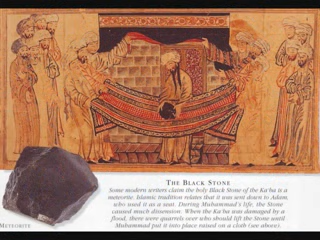 THE BLACK STONE
Some modern writers claim the holy Black Stone of the Ka'ba is a
meteorite. Islamic tradition relates that it was sent down to Adam,
who used it as a seat. During Muhammad's life, the Stone
caused much dissension. When the Ka'ba was damaged by a
flood, there were quarrels over who should lift the Stone until
Muhammad put it into place raised on a cloth (see above).
METEORITE